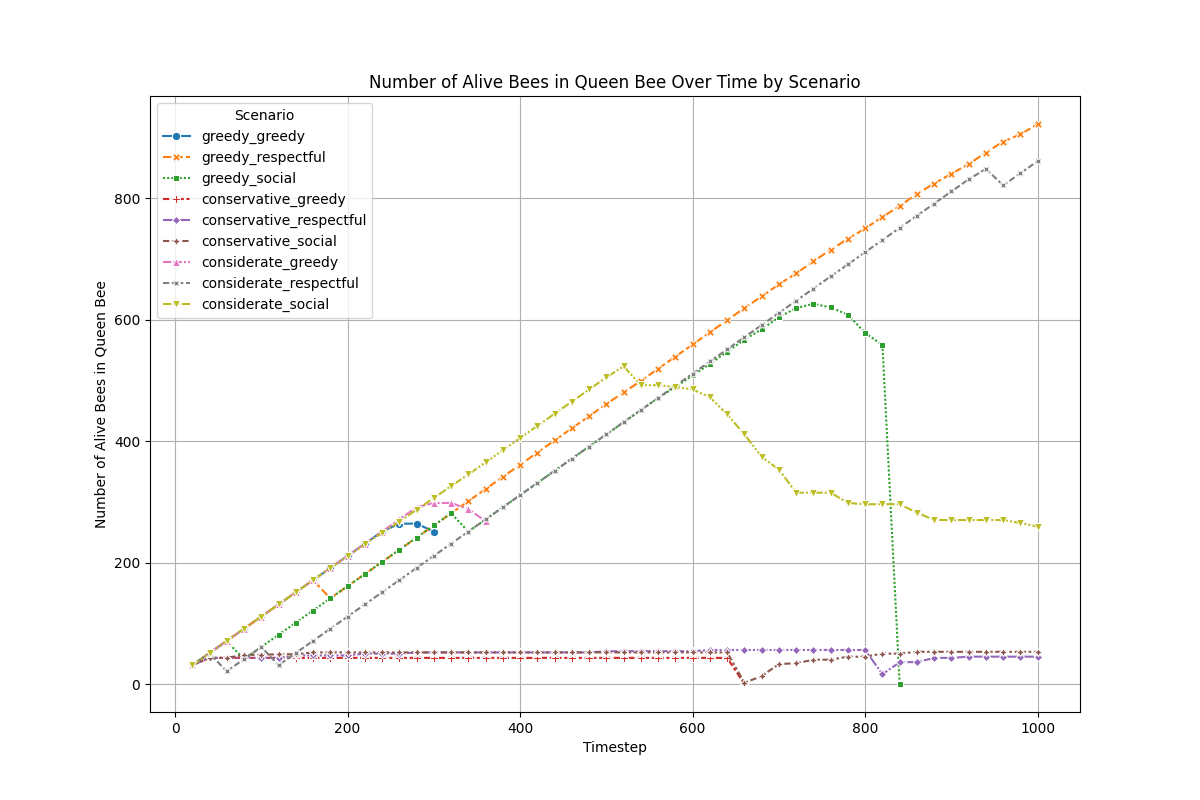 Number of Alive Bees in Queen Bee Over Time by Scenario
Scenario
greedy_greedy
greedy_respectful
greedy_social
conservative_greedy
conservative_respectful
conservative_social
considerate_greedy
considerate_respectful
considerate_social
Number of Alive Bees in Queen Bee
800
600
400
200
0
0 200 400 600 800 1000
Timestep